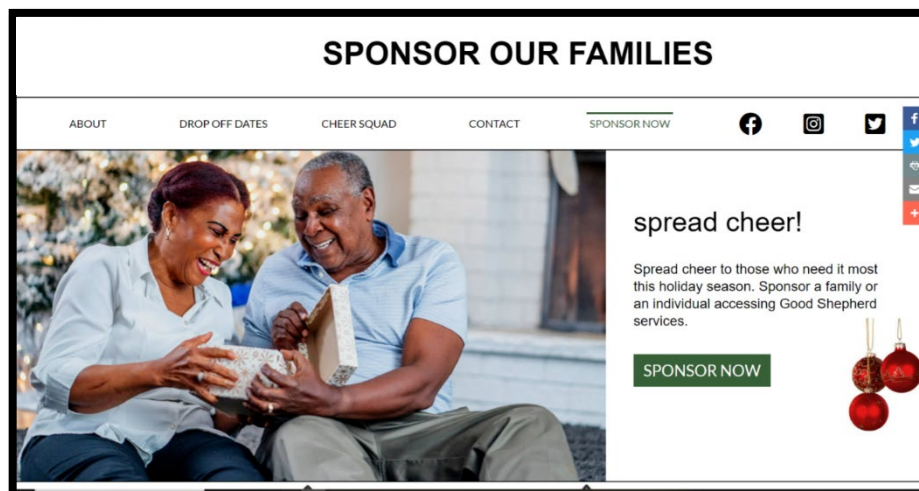 SPONSOR OUR FAMILIES
ABOUT DROP OFF DATES CHEER SQUAD CONTACT SPONSOR NOW
spread cheer!
Spread cheer to those who need it most
this holiday season. Sponsor a family or
an individual accessing Good Shepherd
services.
SPONSOR NOW